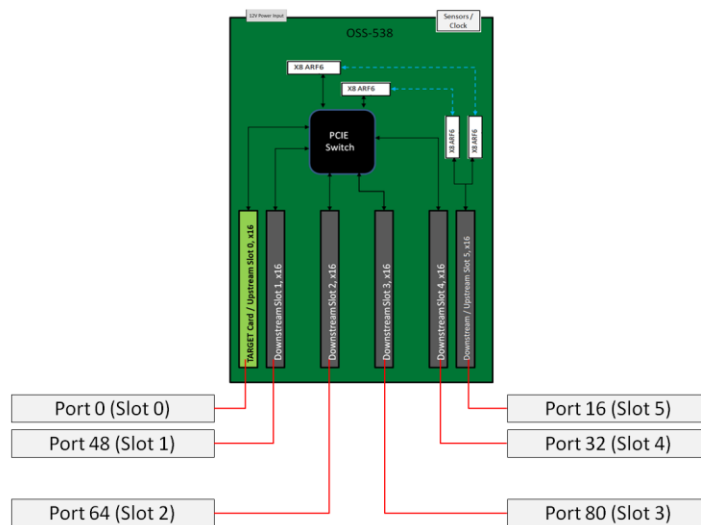 12V Power Input
Sensors /
Clock
OSS-538
X8 ARF6
X8 ARF6
X8 ARF6
X8 ARF6
PCIE
Switch
TARGET Card / Upstream Slot 0, x16
Downstream Slot 1, x16
Downstream Slot 2, x16
Downstream Slot 3, x16
Downstream Slot 4, x16
Downstream / Upstream Slot 5, x16
Port 0 (Slot 0)
Port 16 (Slot 5)
Port 48 (Slot 1)
Port 32 (Slot 4)
Port 64 (Slot 2)
Port 80 (Slot 3)